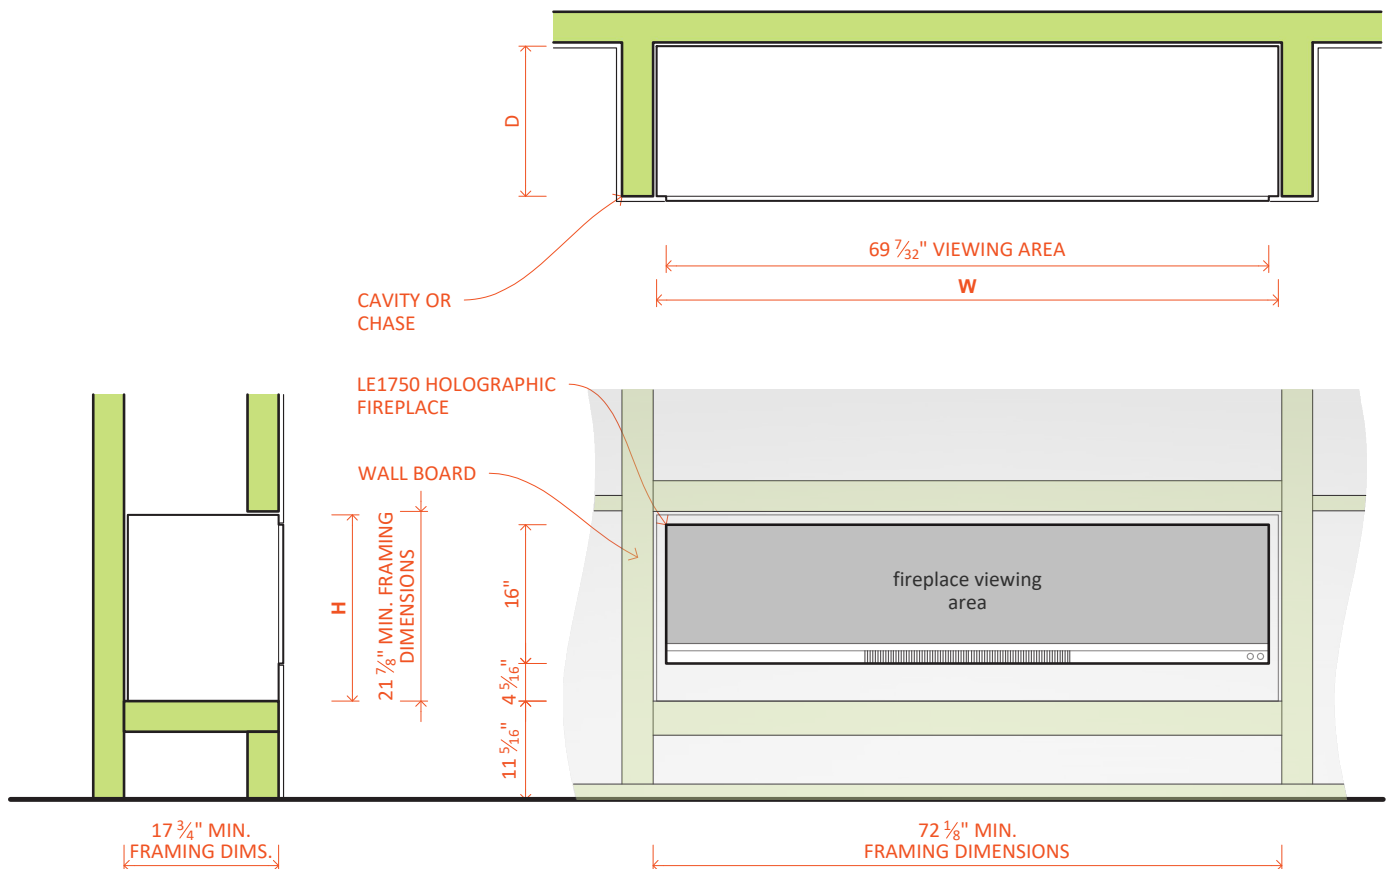 D
69 7/32" VIEWING AREA
W
CAVITY OR
CHASE
LE1750 HOLOGRAPHIC
FIREPLACE
WALL BOARD
H
21 7/8" MIN. FRAMING
DIMENSIONS
16"
4 5/16"
11 5/16"
fireplace viewing
area
17 3/4" MIN.
FRAMING DIMS.
72 1/8" MIN.
FRAMING DIMENSIONS